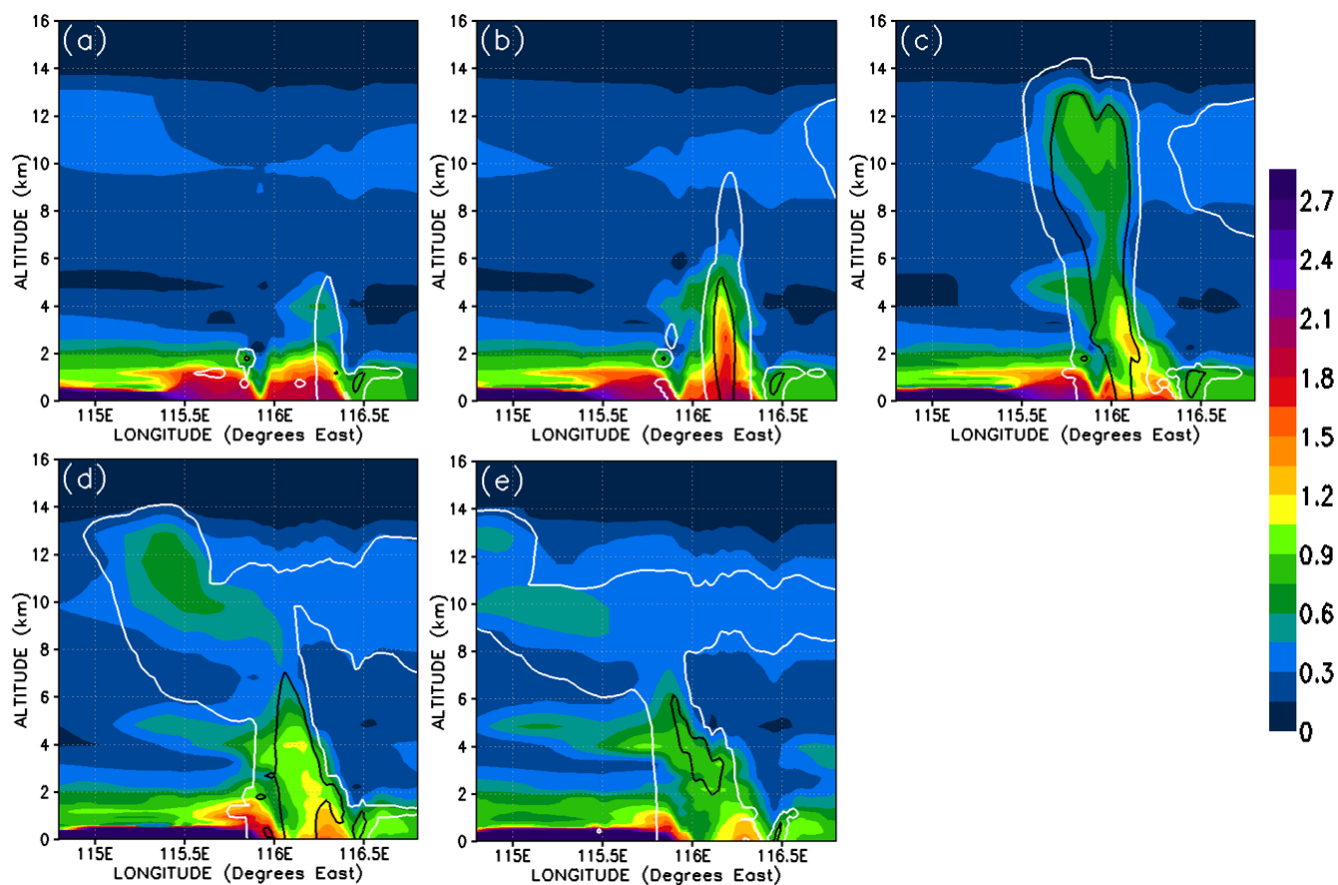 (a)
16
14
12
10
8
6
4
2
0
ALTITUDE (km)
115E 115.5E 116E 116.5E
LONGITUDE (Degrees East)
(b)
16
14
12
10
8
6
4
2
0
ALTITUDE (km)
115E 115.5E 116E 116.5E
LONGITUDE (Degrees East)
(c)
16
14
12
10
8
6
4
2
0
ALTITUDE (km)
115E 115.5E 116E 116.5E
LONGITUDE (Degrees East)
2.7
2.4
2.1
1.8
1.5
1.2
0.9
0.6
0.3
0
(d)
16
14
12
10
8
6
4
2
0
ALTITUDE (km)
115E 115.5E 116E 116.5E
LONGITUDE (Degrees East)
(e)
16
14
12
10
8
6
4
2
0
ALTITUDE (km)
115E 115.5E 116E 116.5E
LONGITUDE (Degrees East)